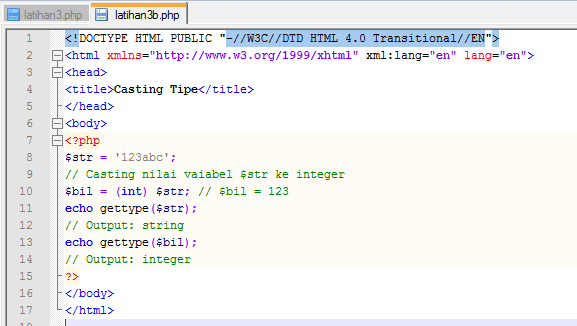 latihan3.php latihan3b.php
1 <!DOCTYPE HTML PUBLIC "-//W3C//DTD HTML 4.0 Transitional//EN">
2 <html xmlns="http://www.w3.org/1999/xhtml" xml:lang="en" lang="en">
3 <head>
4 <title>Casting Tipe</title>
5 </head>
6 <body>
7 <?php
8 $str = '123abc';
9 // Casting nilai vaiabel $str ke integer
10 $bil = (int) $str; // $bil = 123
11 echo gettype($str);
12 // Output: string
13 echo gettype($bil);
14 // Output: integer
15 ?>
16 </body>
17 </html>
18